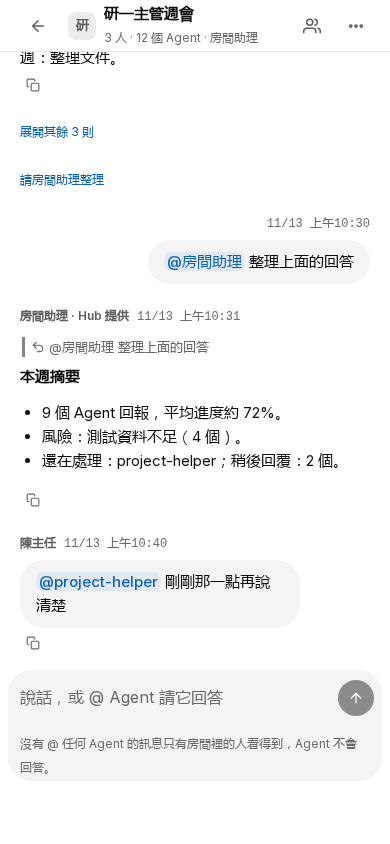 研
研一主管週會
3 人 · 12 個 Agent · 房間助理
週：整理文件。
展開其餘 3 則
請房間助理整理
11/13 上午10:30
@房間助理 整理上面的回答
房間助理 · Hub 提供 11/13 上午10:31
@房間助理 整理上面的回答
本週摘要
• 9 個 Agent 回報，平均進度約 72%。
• 風險：測試資料不足（4 個）。
• 還在處理：project-helper；稍後回覆：2 個。
陳主任 11/13 上午10:40
@project-helper 剛剛那一點再說
清楚
說話，或 @ Agent 請它回答
沒有 @ 任何 Agent 的訊息只有房間裡的人看得到，Agent 不會
回答。